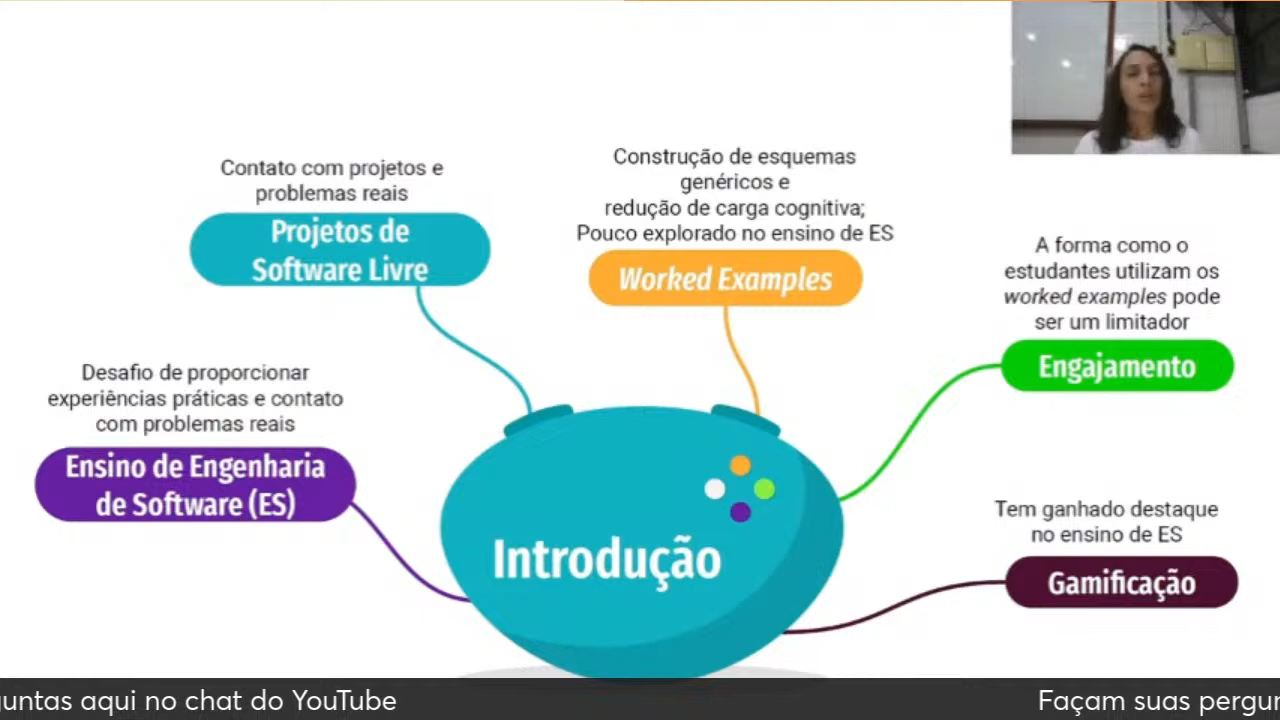 Contato com projetos e
problemas reais
Projetos de
Software Livre
Construção de esquemas
genéricos e
redução de carga cognitiva;
Pouco explorado no ensino de ES
Worked Examples
A forma como o
estudantes utilizam os
worked examples pode
ser um limitador
Engajamento
Desafio de proporcionar
experiências práticas e contato
com problemas reais
Ensino de Engenharia
de Software (ES)
Introdução
Tem ganhado destaque
no ensino de ES
Gamificação
guntas aqui no chat do YouTube
Façam suas pergun